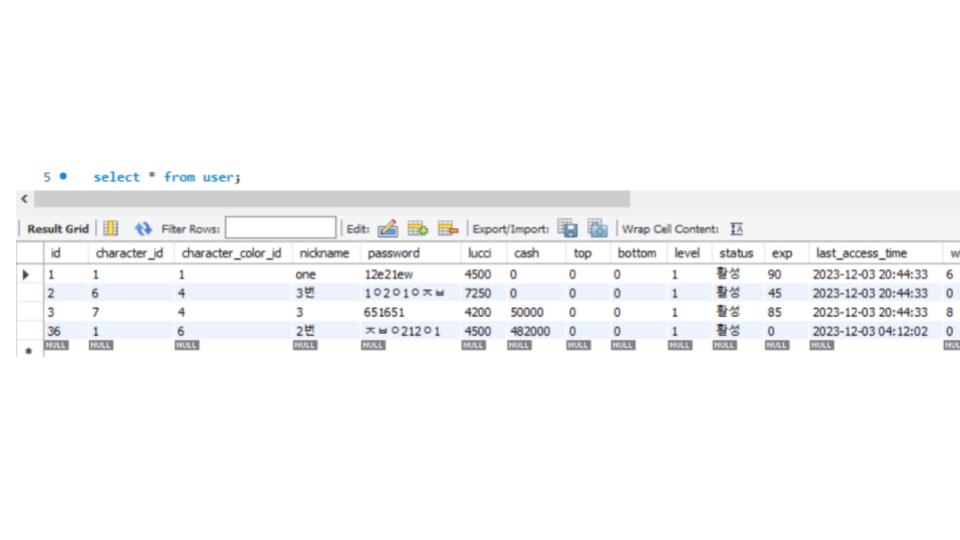 5 select * from user;
Result Grid Filter Rows: Edit: Export/Import: Wrap Cell Content:
id character_id character_color_id nickname password lucci cash top bottom level status exp last_access_time w
1 1 1 one 12e21ew 4500 0 0 0 1 활성 90 2023-12-03 20:44:33 6
2 6 4 3번 1ㅇ2ㅇ1ㅇㅈㅂ 7250 0 0 0 1 활성 45 2023-12-03 20:44:33 0
3 7 4 3 651651 4200 50000 0 0 1 활성 85 2023-12-03 20:44:33 8
36 1 6 2번 ㅈㅂㅇ212ㅇ1 4500 482000 0 0 1 활성 0 2023-12-03 04:12:02 0
NULL NULL NULL NULL NULL NULL NULL NULL NULL NULL NULL NULL NULL NULL